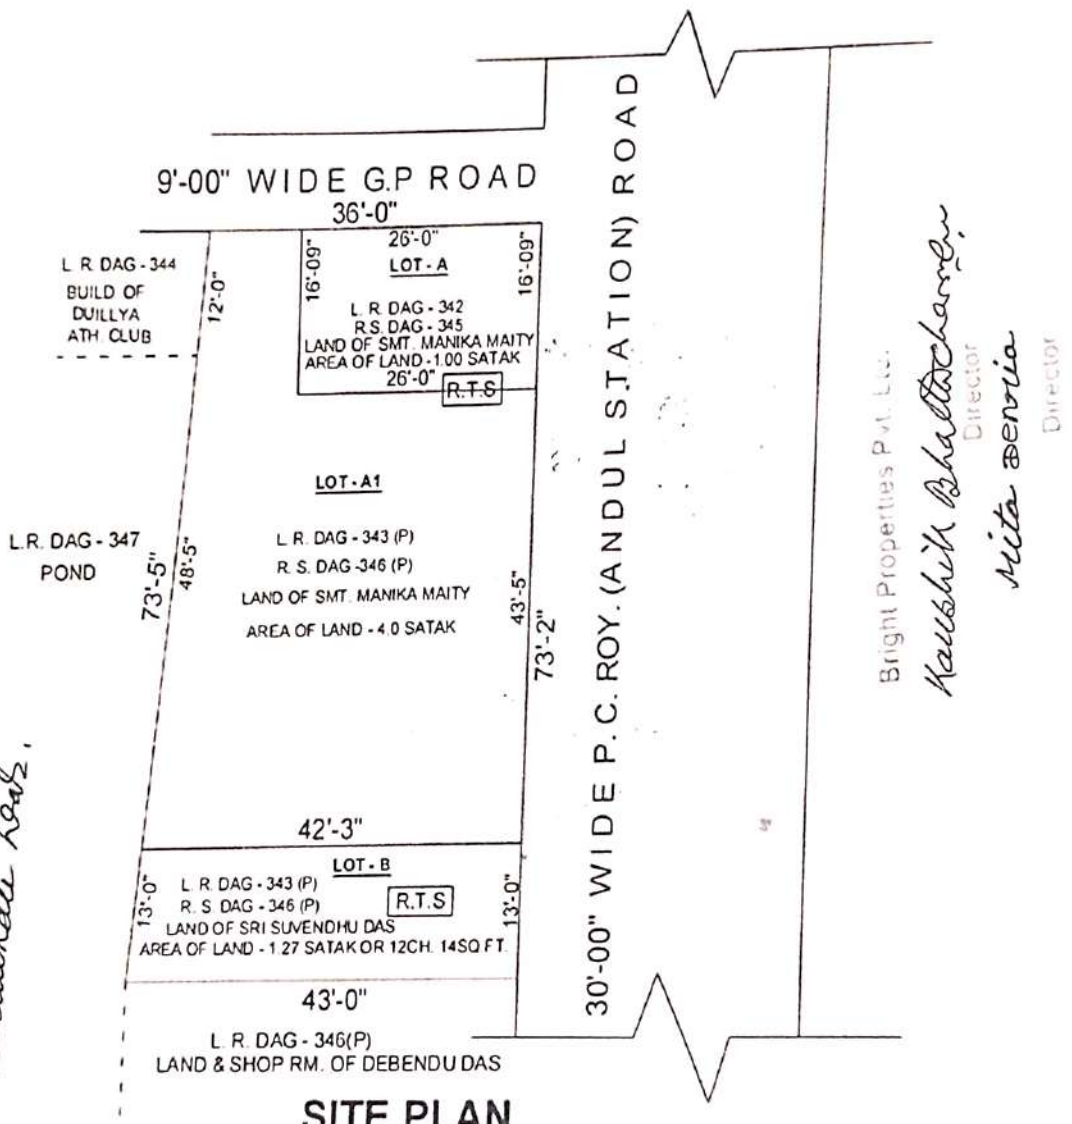 9'-00" WIDE G.P ROAD
36'-0"
26'-0"
LOT - A
16'-09"
16'-09"
L. R. DAG - 342
R.S. DAG - 345
LAND OF SMT. MANIKA MAITY
AREA OF LAND -1.00 SATAK
26'-0"
R.T.S
L. R. DAG - 344
BUILD OF
DUILLYA
ATH. CLUB
12'-0"
LOT - A1
L.R. DAG - 343 (P)
R. S. DAG -346 (P)
LAND OF SMT. MANIKA MAITY
AREA OF LAND - 4.0 SATAK
L.R. DAG - 347
POND
73'-5"
48'-5"
43'-5"
73'-2"
42'-3"
LOT - B
L. R. DAG - 343 (P)
R. S. DAG - 346 (P)
R.T.S
LAND OF SRI SUVENDHU DAS
AREA OF LAND - 1.27 SATAK OR 12CH. 14SQ FT.
13'-0"
13'-0"
43'-0"
L. R. DAG - 346(P)
LAND & SHOP RM. OF DEBENDU DAS
SITE PLAN
30'-00" WIDE P. C. ROY. (ANDUL STATION) ROAD
Bright Properties Pvt. Ltd.
Director
Director